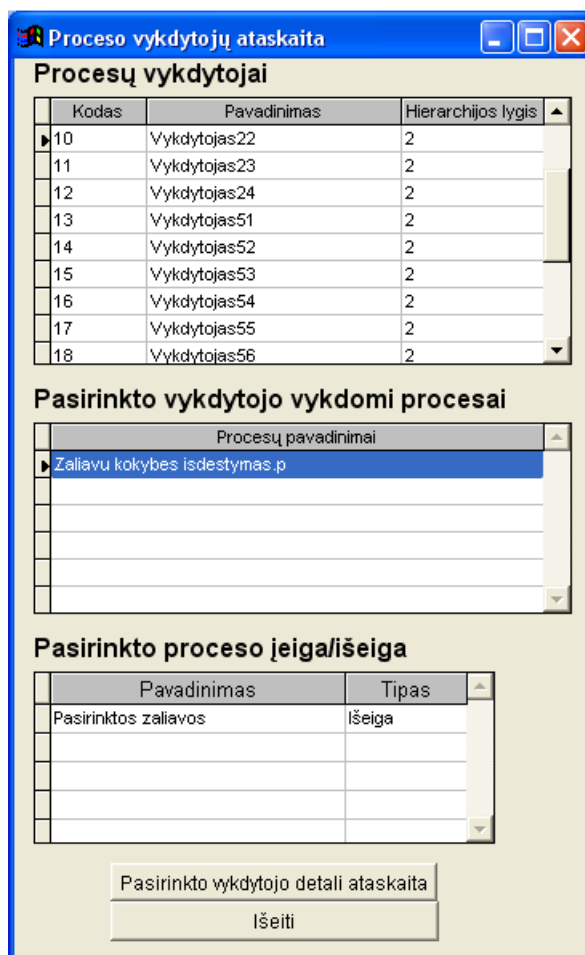 Proceso vykdytojų ataskaita
Procesų vykdytojai
Kodas Pavadinimas Hierarchijos lygis
10 Vykdytojas22 2
11 Vykdytojas23 2
12 Vykdytojas24 2
13 Vykdytojas51 2
14 Vykdytojas52 2
15 Vykdytojas53 2
16 Vykdytojas54 2
17 Vykdytojas55 2
18 Vykdytojas56 2
Pasirinkto vykdytojo vykdomi procesai
Procesų pavadinimai
Zaliavu kokybes isdestymas.p
Pasirinkto proceso įeiga/išeiga
Pavadinimas Tipas
Pasirinktos zaliavos Išeiga
Pasirinkto vykdytojo detali ataskaita
Išeiti